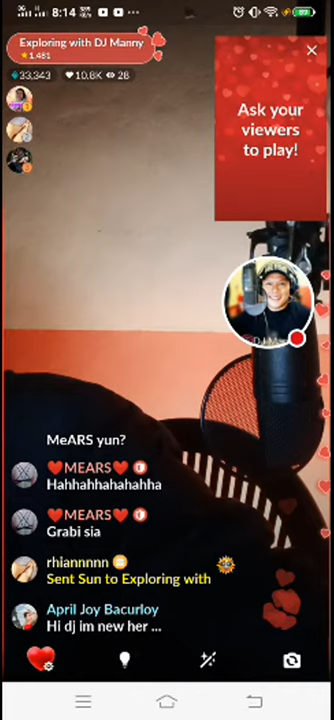 8:14
Exploring with DJ Manny
1,481
33,343
10.8K
28
Ask your
viewers
to play!
MeARS yun?
❤️MEARS❤️
Hahhahhahahahha
❤️MEARS❤️
Grabi sia
rhiannnnn
Sent Sun to Exploring with
April Joy Bacurloy
Hi dj im new her ...